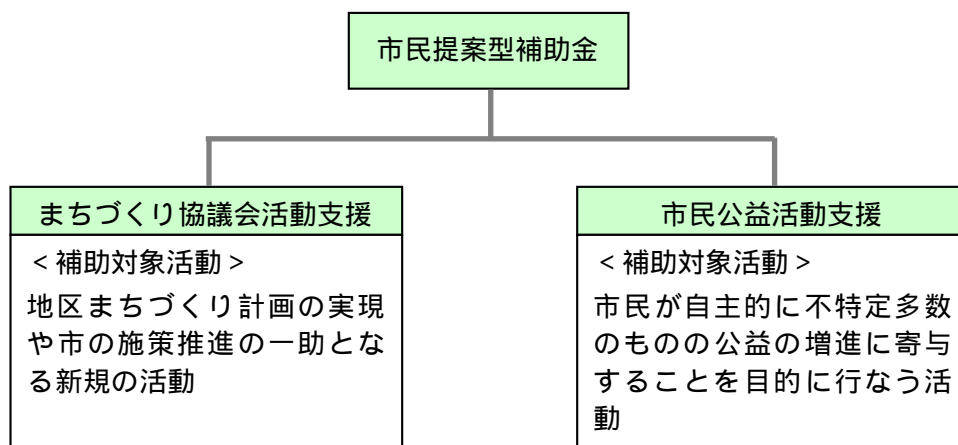 市民提案型補助金
まちづくり協議会活動支援
＜補助対象活動＞
地区まちづくり計画の実現
や市の施策推進の一助とな
る新規の活動
市民公益活動支援
＜補助対象活動＞
市民が自主的に不特定多数
のものの公益の増進に寄与
することを目的に行なう活
動